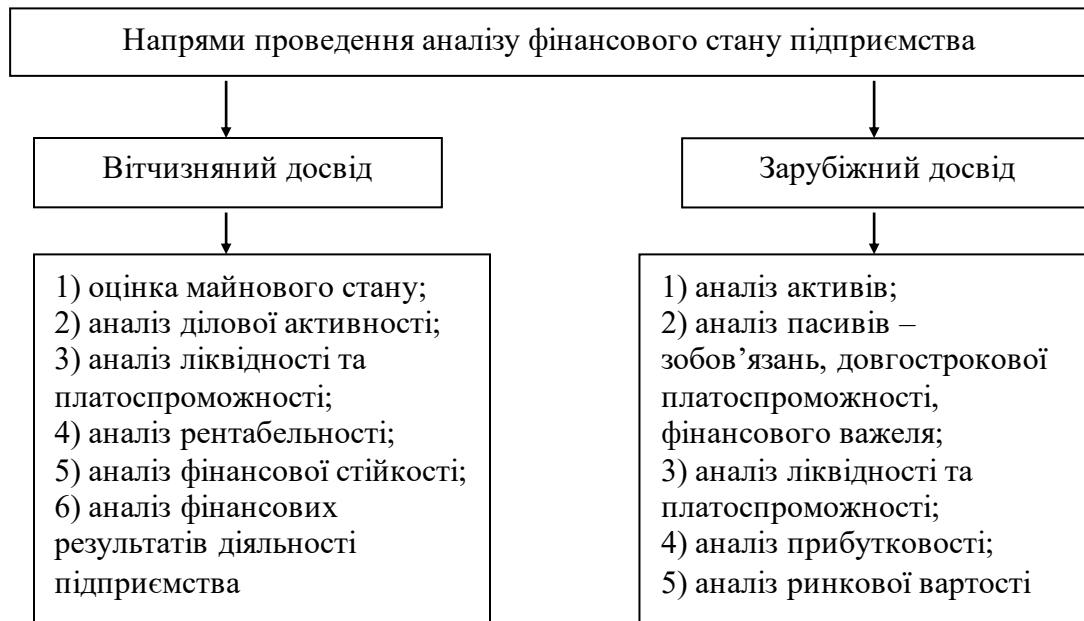 Напрями проведення аналізу фінансового стану підприємства
Вітчизняний досвід
Зарубіжний досвід
1) оцінка майнового стану;
2) аналіз ділової активності;
3) аналіз ліквідності та
платоспроможності;
4) аналіз рентабельності;
5) аналіз фінансової стійкості;
6) аналіз фінансових
результатів діяльності
підприємства
1) аналіз активів;
2) аналіз пасивів –
зобов’язань, довгострокової
платоспроможності,
фінансового важеля;
3) аналіз ліквідності та
платоспроможності;
4) аналіз прибутковості;
5) аналіз ринкової вартості